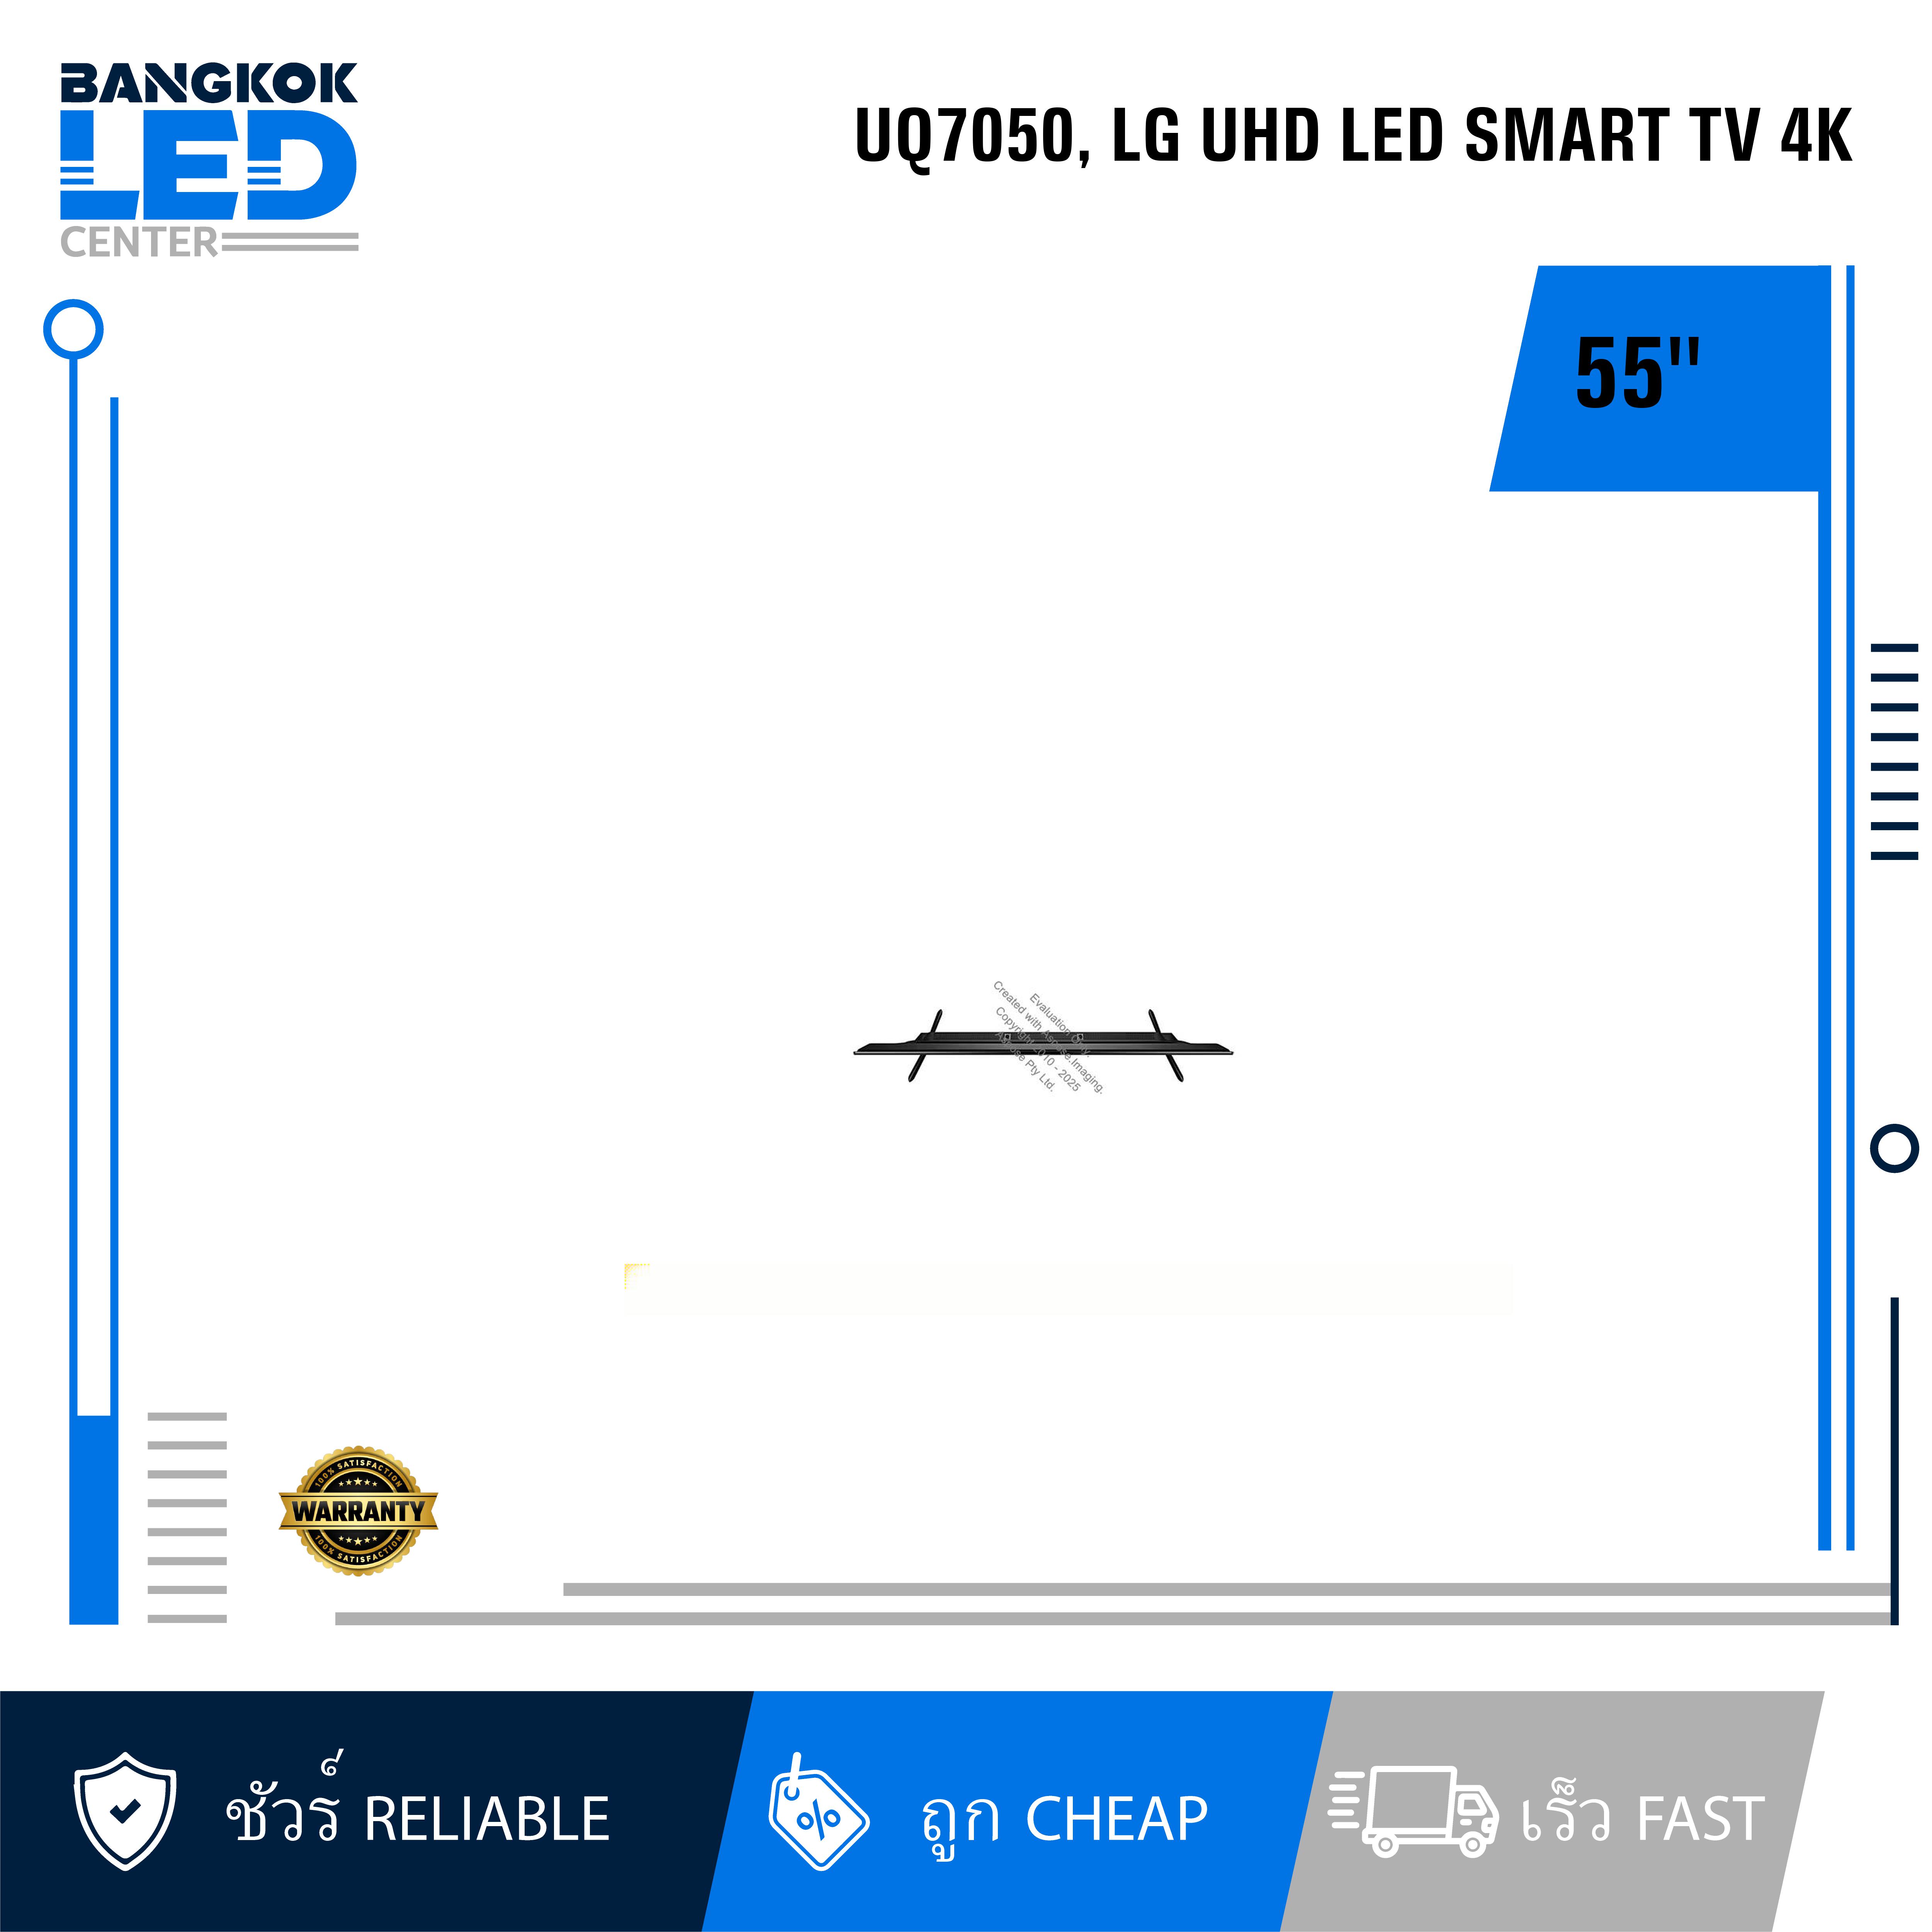 BANGKOK
LED
CENTER
UQ7050, LG UHD LED SMART TV 4K
55"
Evaluation Only.
Created with Aspose.Imaging.
Copyright 2010 - 2025
Aspose Pty Ltd.
100% SATISFACTION
WARRANTY
100% SATISFACTION
ชัวร์ RELIABLE
% ถูก CHEAP
เร็ว FAST